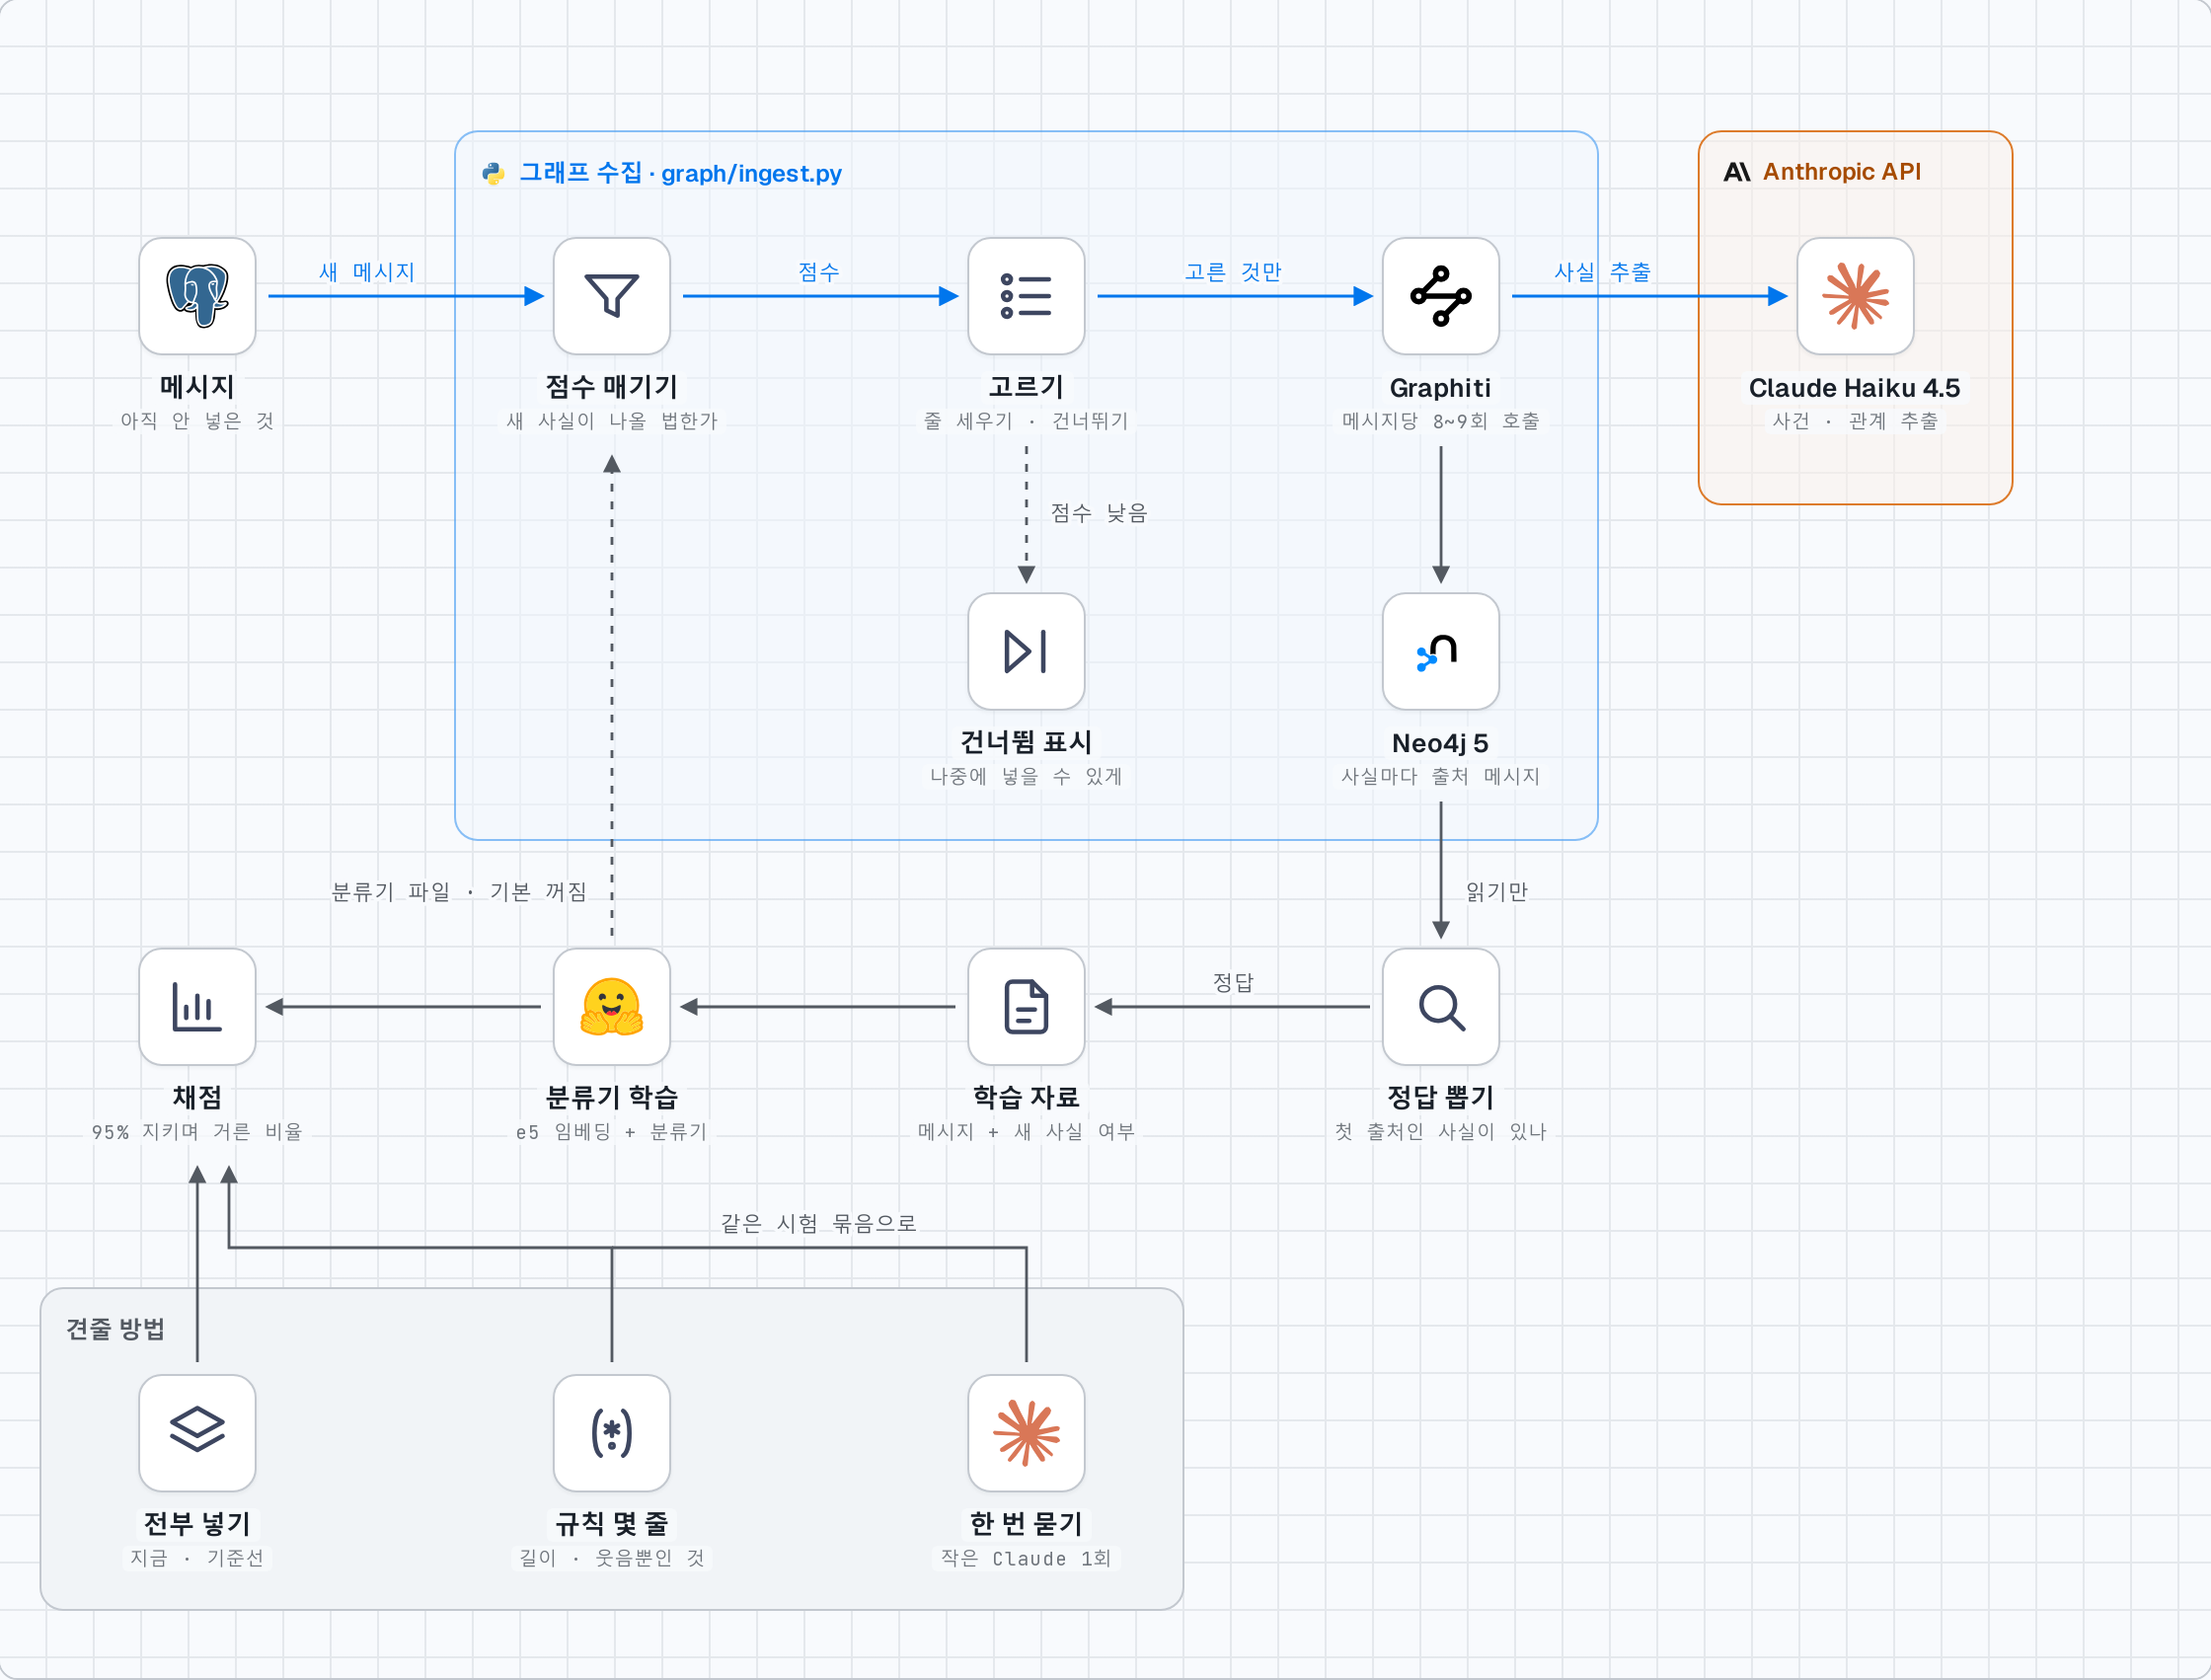 그래프 수집 · graph/ingest.py
Anthropic API
새 메시지
점수
고른 것만
사실 추출
메시지
아직 안 넣은 것
점수 매기기
새 사실이 나올 법한가
고르기
줄 세우기 · 건너뛰기
Graphiti
메시지당 8~9회 호출
Claude Haiku 4.5
사건 · 관계 추출
점수 낮음
건너뜀 표시
나중에 넣을 수 있게
Neo4j 5
사실마다 출처 메시지
분류기 파일 · 기본 꺼짐
읽기만
정답
채점
95% 지키며 거른 비율
분류기 학습
e5 임베딩 + 분류기
학습 자료
메시지 + 새 사실 여부
정답 뽑기
첫 출처인 사실이 있나
같은 시험 묶음으로
견줄 방법
전부 넣기
지금 · 기준선
규칙 몇 줄
길이 · 웃음뿐인 것
한 번 묻기
작은 Claude 1회